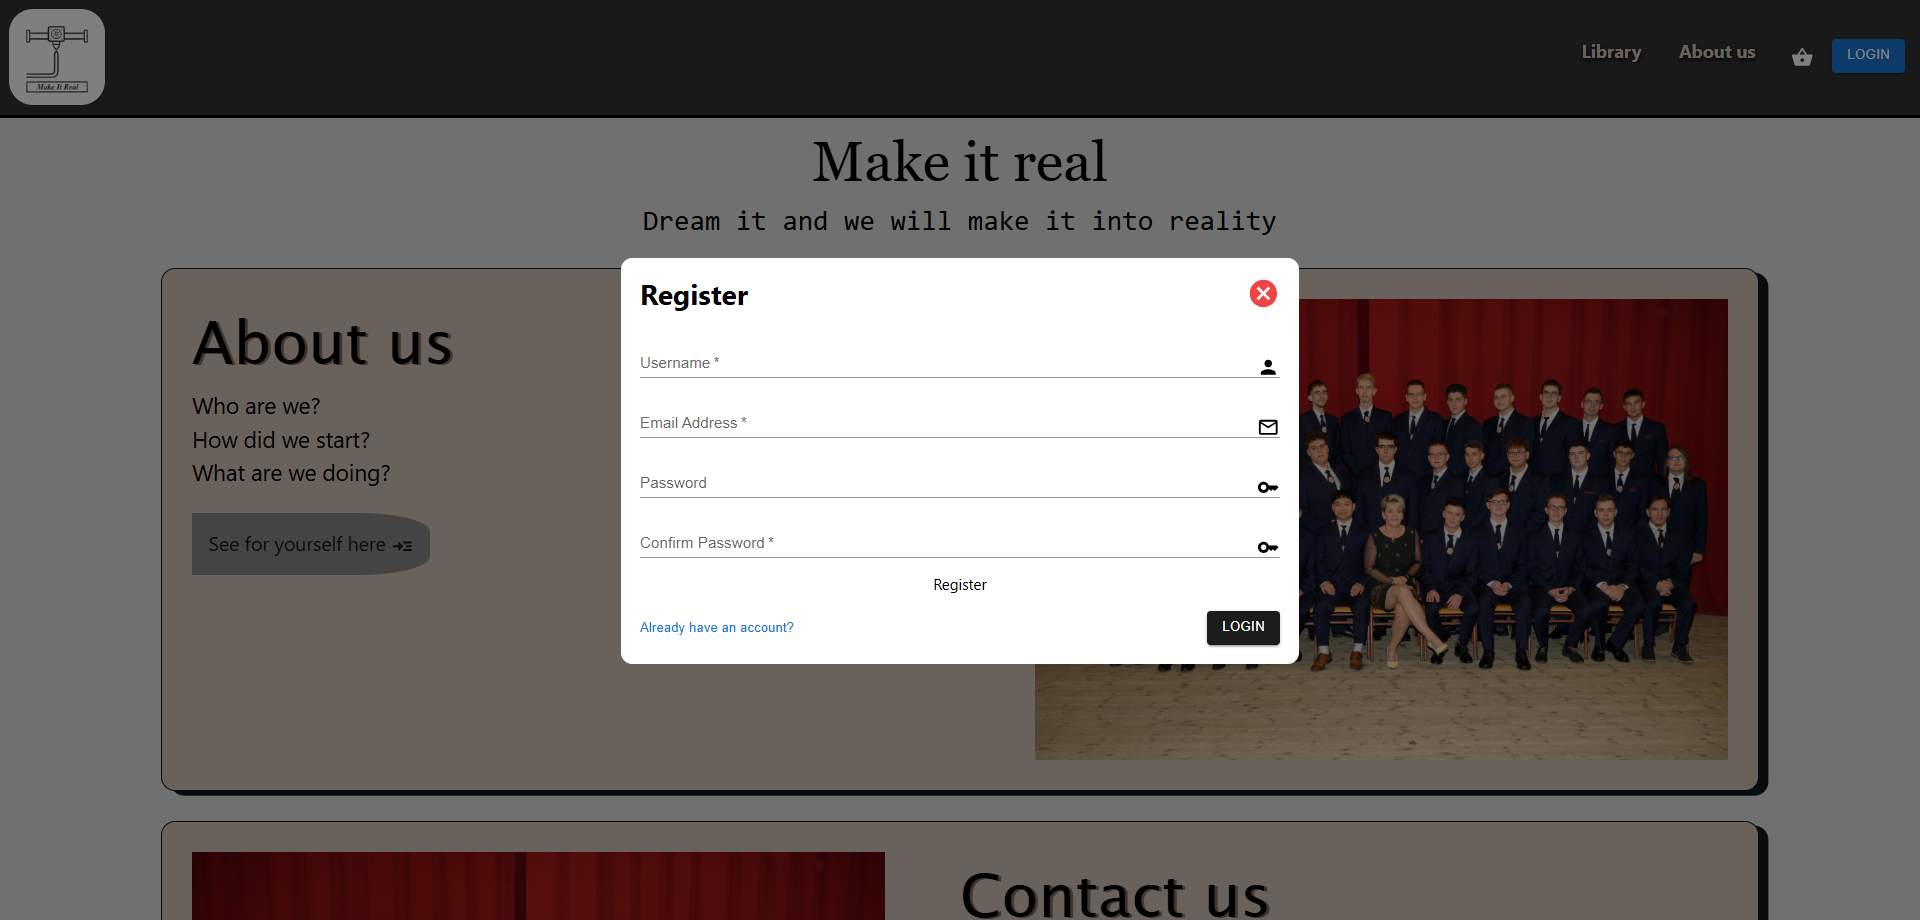 Make It Real
Library
About us
LOGIN
Make it real
Dream it and we will make it into reality
About us
Who are we?
How did we start?
What are we doing?
See for yourself here
Register
Username *
Email Address *
Password
Confirm Password *
Register
Already have an account?
LOGIN
Contact us